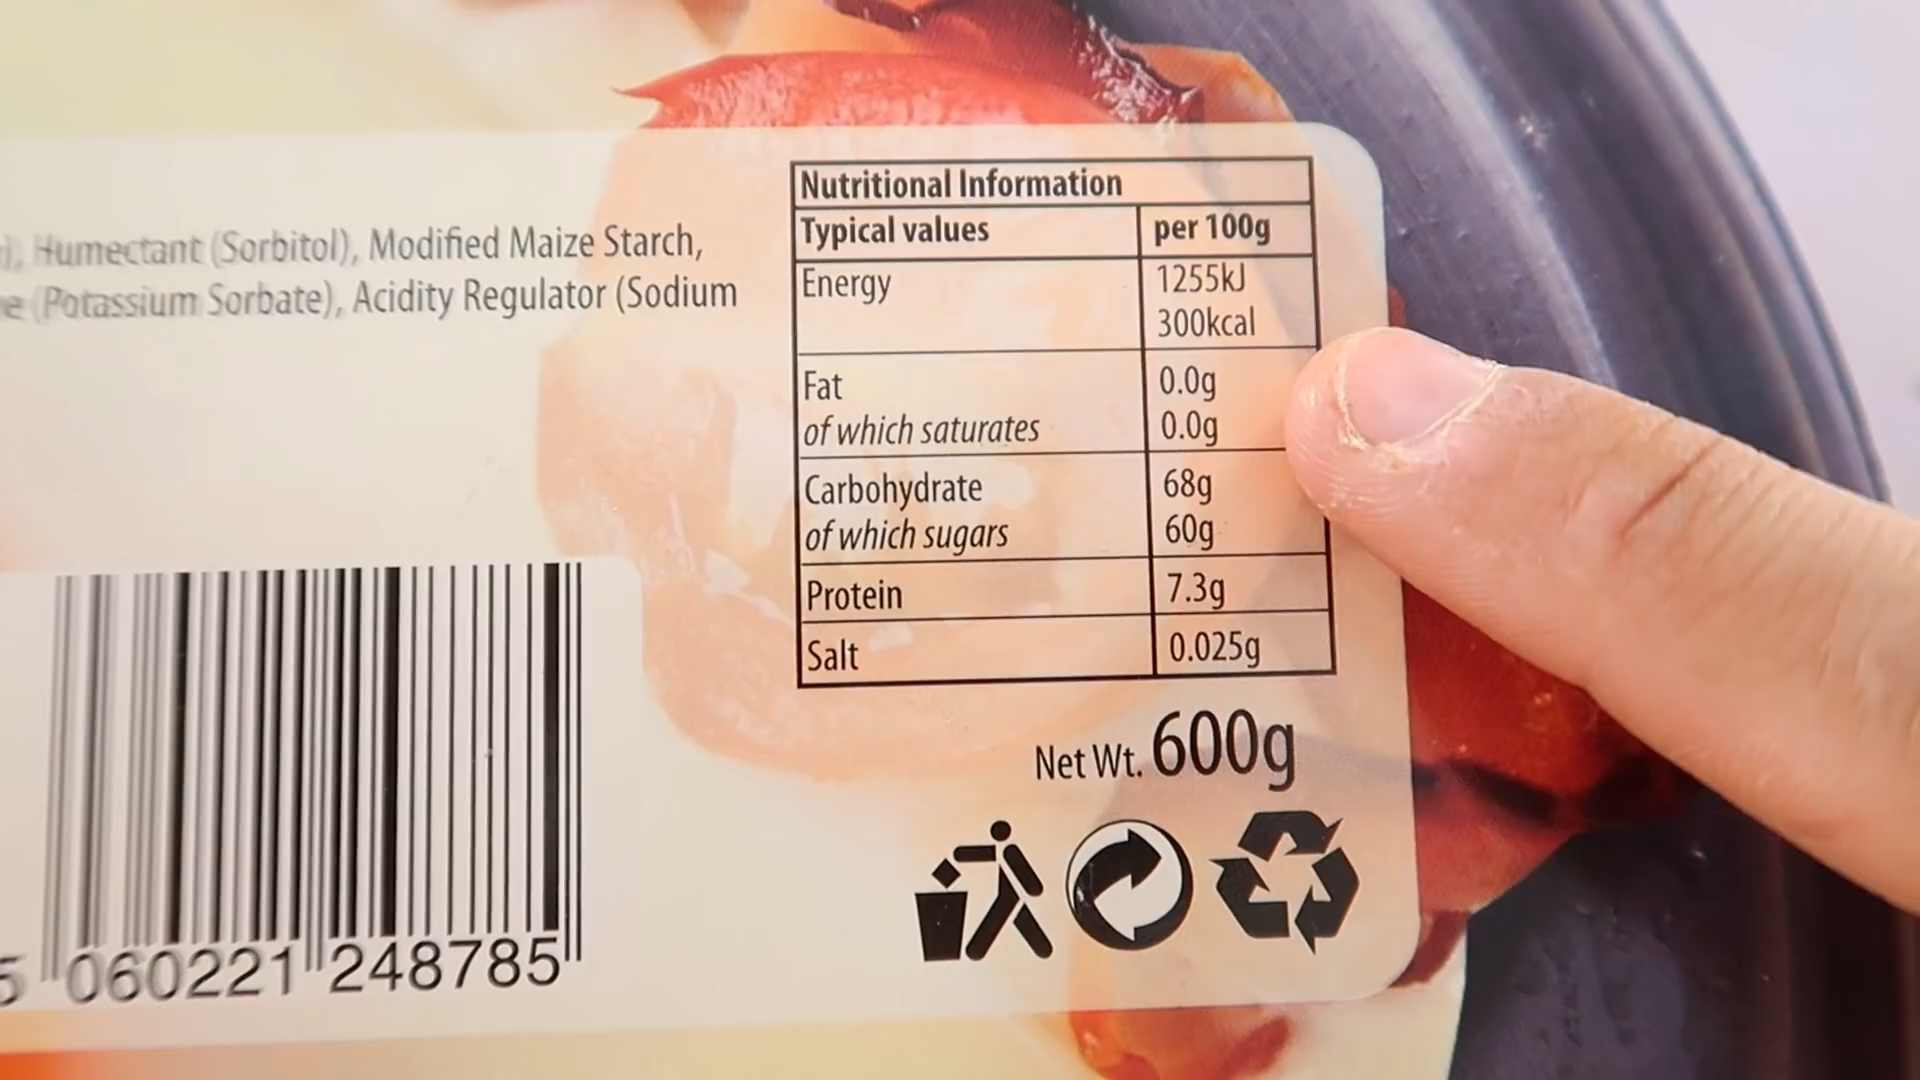 Humectant (Sorbitol), Modified Maize Starch,
(Potassium Sorbate), Acidity Regulator (Sodium
Nutritional Information
Typical values per 100g
Energy 1255kJ
300kcal
Fat 0.0g
of which saturates 0.0g
Carbohydrate 68g
of which sugars 60g
Protein 7.3g
Salt 0.025g
Net Wt. 600g
5 060221 248785